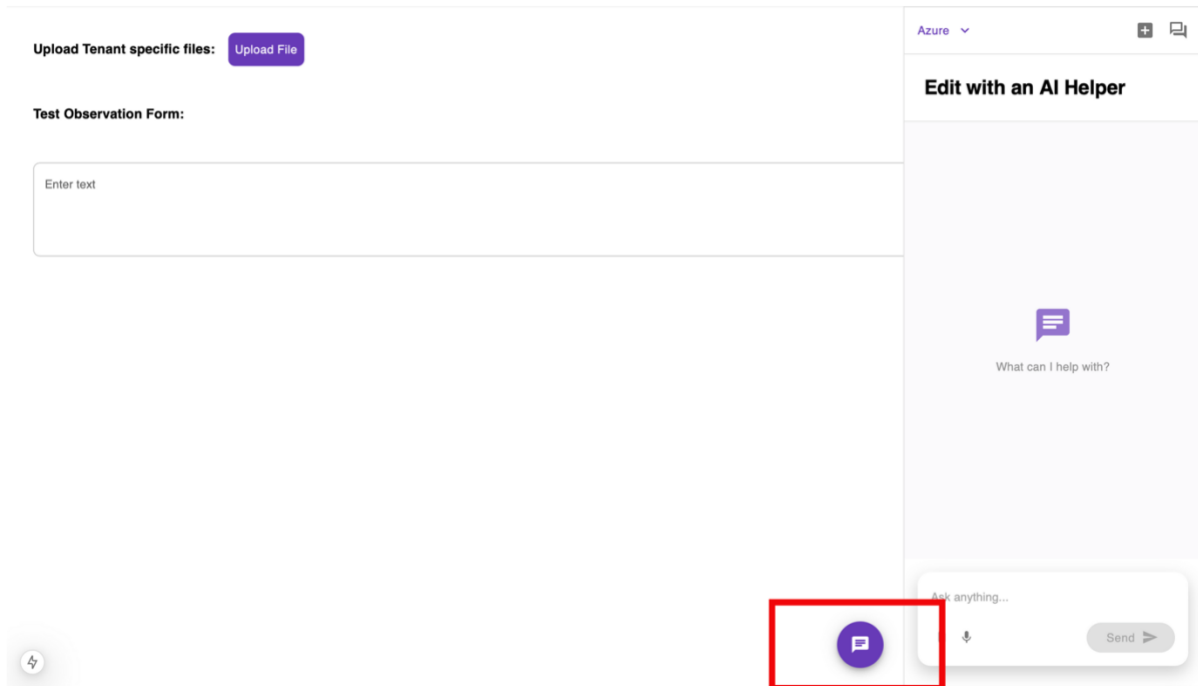 Upload Tenant specific files:
Upload File
Test Observation Form:
Enter text
Azure
Edit with an AI Helper
What can I help with?
Ask anything...
Send